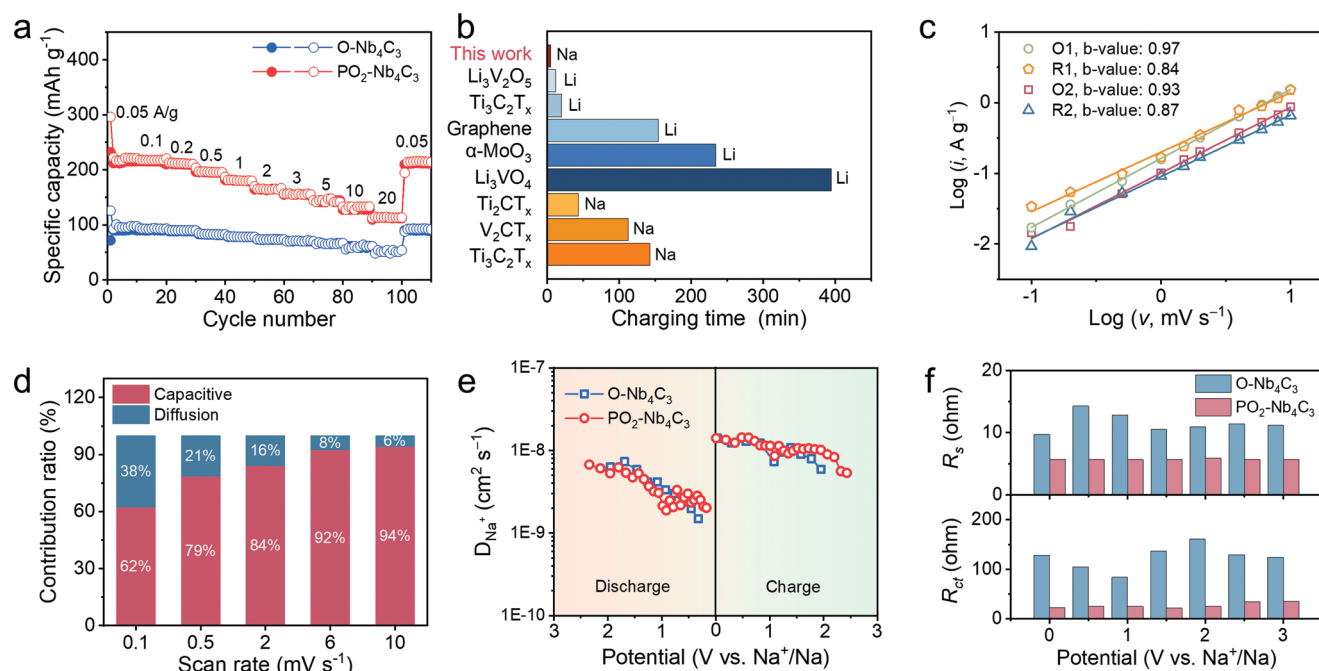 a
Specific capacity (mAh g⁻¹)
400
300
200
100
0
O-Nb₄C₃
PO₂-Nb₄C₃
0.05 A/g
0.1
0.2
0.5
1
2
3
5
10
20
0.05
0 20 40 60 80 100
Cycle number
b
This work
Li₃V₂O₅
Ti₃C₂Tₓ
Graphene
α-MoO₃
Li₃VO₄
Ti₂CTₓ
V₂CTₓ
Ti₃C₂Tₓ
Na
Li
Li
Li
Li
Li
Na
Na
Na
0 100 200 300 400
Charging time (min)
c
O1, b-value: 0.97
R1, b-value: 0.84
O2, b-value: 0.93
R2, b-value: 0.87
Log (i, A g⁻¹)
1
0
-1
-2
-1 0 1
Log (v, mV s⁻¹)
d
Contribution ratio (%)
120
90
60
30
0
Capacitive
Diffusion
38%
21%
16%
8%
6%
62%
79%
84%
92%
94%
0.1 0.5 2 6 10
Scan rate (mV s⁻¹)
e
D Na⁺ (cm² s⁻¹)
1E-7
1E-8
1E-9
1E-10
O-Nb₄C₃
PO₂-Nb₄C₃
Discharge
Charge
3 2 1 0 1 2 3
Potential (V vs. Na⁺/Na)
f
O-Nb₄C₃
PO₂-Nb₄C₃
Rₛ (ohm)
20
10
0
R ct (ohm)
200
100
0
0 1 2 3
Potential (V vs. Na⁺/Na)